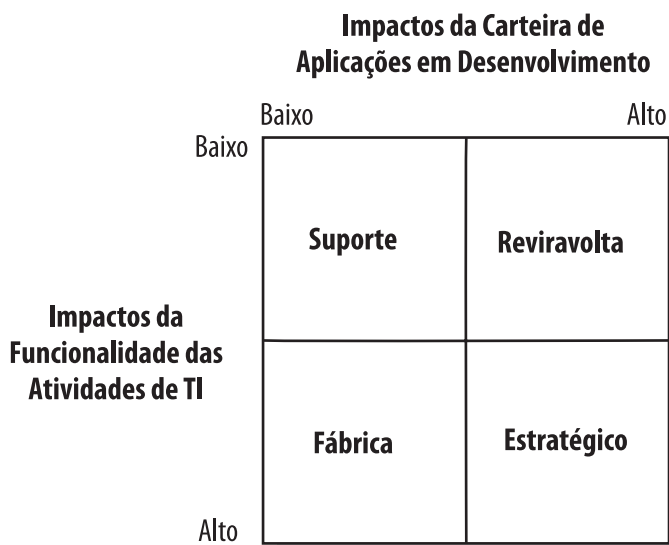 Impactos da Carteira de
Aplicações em Desenvolvimento
Baixo
Alto
Baixo
Suporte
Reviravolta
Impactos da
Funcionalidade das
Atividades de TI
Fábrica
Estratégico
Alto